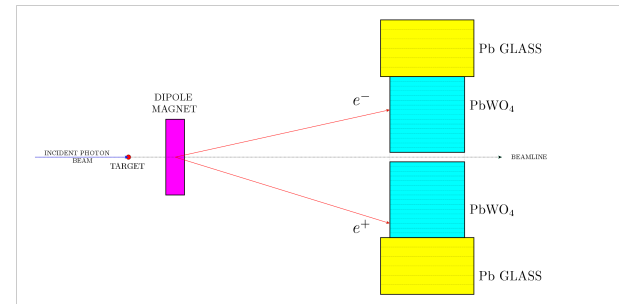 Pb GLASS
DIPOLE
MAGNET
e−
PbWO4
INCIDENT PHOTON
BEAM
TARGET
BEAMLINE
PbWO4
e+
Pb GLASS